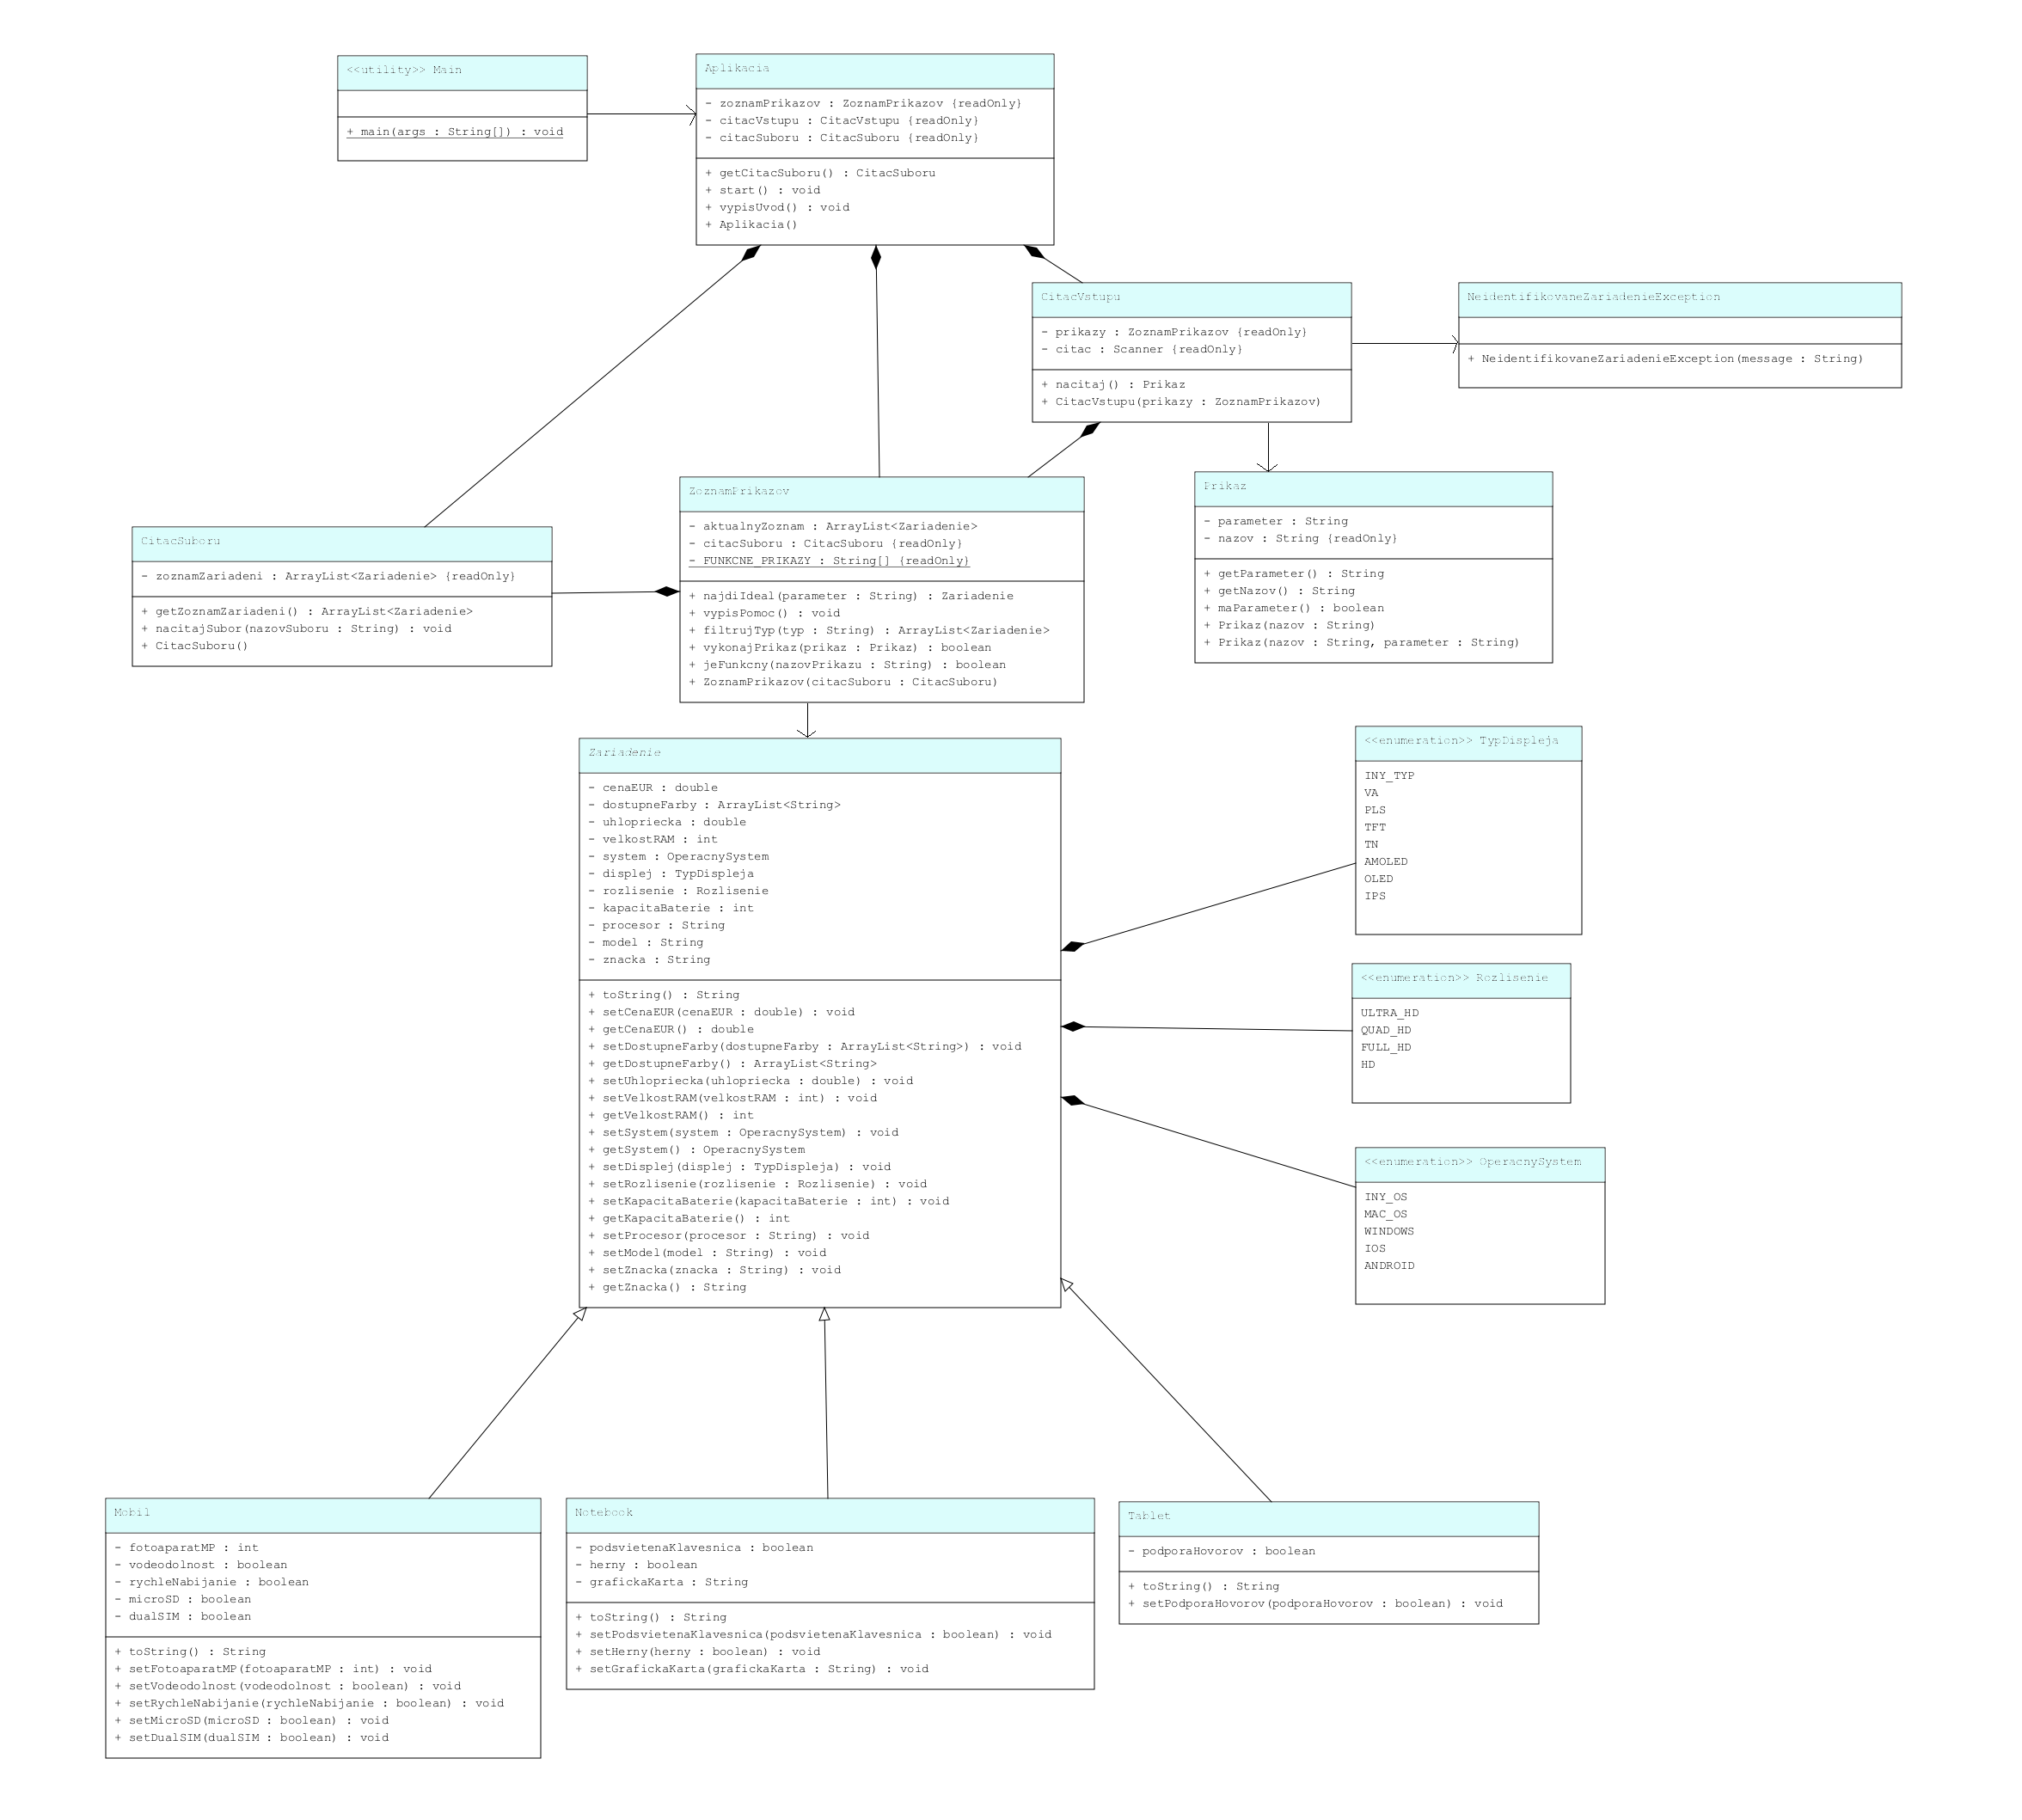 <<utility>> Main
+ main(args : String[]) : void
Aplikacia
- zoznamPrikazov : ZoznamPrikazov {readOnly}
- citacVstupu : CitacVstupu {readOnly}
- citacSuboru : CitacSuboru {readOnly}
+ getCitacSuboru() : CitacSuboru
+ start() : void
+ vypisUvod() : void
+ Aplikacia()
CitacVstupu
- prikazy : ZoznamPrikazov {readOnly}
- citac : Scanner {readOnly}
+ nacitaj() : Prikaz
+ CitacVstupu(prikazy : ZoznamPrikazov)
NeidentifikovaneZariadenieException
+ NeidentifikovaneZariadenieException(message : String)
CitacSuboru
- zoznamZariadeni : ArrayList<Zariadenie> {readOnly}
+ getZoznamZariadeni() : ArrayList<Zariadenie>
+ nacitajSubor(nazovSuboru : String) : void
+ CitacSuboru()
ZoznamPrikazov
- aktualnyZoznam : ArrayList<Zariadenie>
- citacSuboru : CitacSuboru {readOnly}
- FUNKCNE_PRIKAZY : String[] {readOnly}
+ najdiIdeal(parameter : String) : Zariadenie
+ vypisPomoc() : void
+ filtrujTyp(typ : String) : ArrayList<Zariadenie>
+ vykonajPrikaz(prikaz : Prikaz) : boolean
+ jeFunkcny(nazovPrikazu : String) : boolean
+ ZoznamPrikazov(citacSuboru : CitacSuboru)
Prikaz
- parameter : String
- nazov : String {readOnly}
+ getParameter() : String
+ getNazov() : String
+ maParameter() : boolean
+ Prikaz(nazov : String)
+ Prikaz(nazov : String, parameter : String)
Zariadenie
- cenaEUR : double
- dostupneFarby : ArrayList<String>
- uhlopriecka : double
- velkostRAM : int
- system : OperacnySystem
- displej : TypDispleja
- rozlisenie : Rozlisenie
- kapacitaBaterie : int
- procesor : String
- model : String
- znacka : String
+ toString() : String
+ setCenaEUR(cenaEUR : double) : void
+ getCenaEUR() : double
+ setDostupneFarby(dostupneFarby : ArrayList<String>) : void
+ getDostupneFarby() : ArrayList<String>
+ setUhlopriecka(uhlopriecka : double) : void
+ setVelkostRAM(velkostRAM : int) : void
+ getVelkostRAM() : int
+ setSystem(system : OperacnySystem) : void
+ getSystem() : OperacnySystem
+ setDisplej(displej : TypDispleja) : void
+ setRozlisenie(rozlisenie : Rozlisenie) : void
+ setKapacitaBaterie(kapacitaBaterie : int) : void
+ getKapacitaBaterie() : int
+ setProcesor(procesor : String) : void
+ setModel(model : String) : void
+ setZnacka(znacka : String) : void
+ getZnacka() : String
<<enumeration>> TypDispleja
INY_TYP
VA
PLS
TFT
TN
AMOLED
OLED
IPS
<<enumeration>> Rozlisenie
ULTRA_HD
QUAD_HD
FULL_HD
HD
<<enumeration>> OperacnySystem
INY_OS
MAC_OS
WINDOWS
IOS
ANDROID
Mobil
- fotoaparatMP : int
- vodeodolnost : boolean
- rychleNabijanie : boolean
- microSD : boolean
- dualSIM : boolean
+ toString() : String
+ setFotoaparatMP(fotoaparatMP : int) : void
+ setVodeodolnost(vodeodolnost : boolean) : void
+ setRychleNabijanie(rychleNabijanie : boolean) : void
+ setMicroSD(microSD : boolean) : void
+ setDualSIM(dualSIM : boolean) : void
Notebook
- podsvietenaKlavesnica : boolean
- herny : boolean
- grafickaKarta : String
+ toString() : String
+ setPodsvietenaKlavesnica(podsvietenaKlavesnica : boolean) : void
+ setHerny(herny : boolean) : void
+ setGrafickaKarta(grafickaKarta : String) : void
Tablet
- podporaHovorov : boolean
+ toString() : String
+ setPodporaHovorov(podporaHovorov : boolean) : void